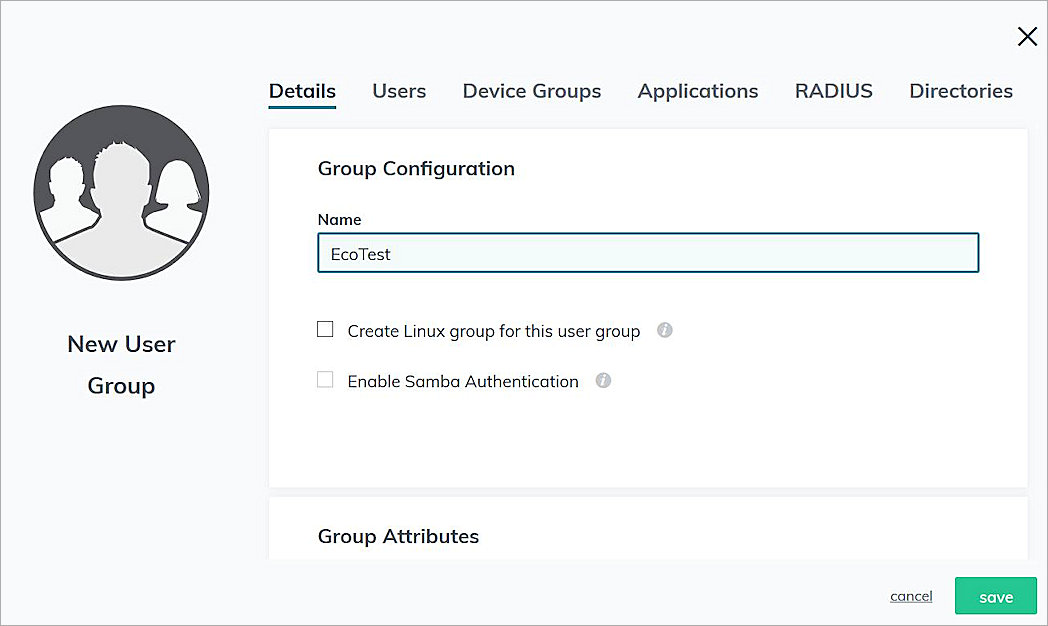 Details Users Device Groups Applications RADIUS Directories
Group Configuration
Name
EcoTest
Create Linux group for this user group i
Enable Samba Authentication i
New User
Group
Group Attributes
cancel save